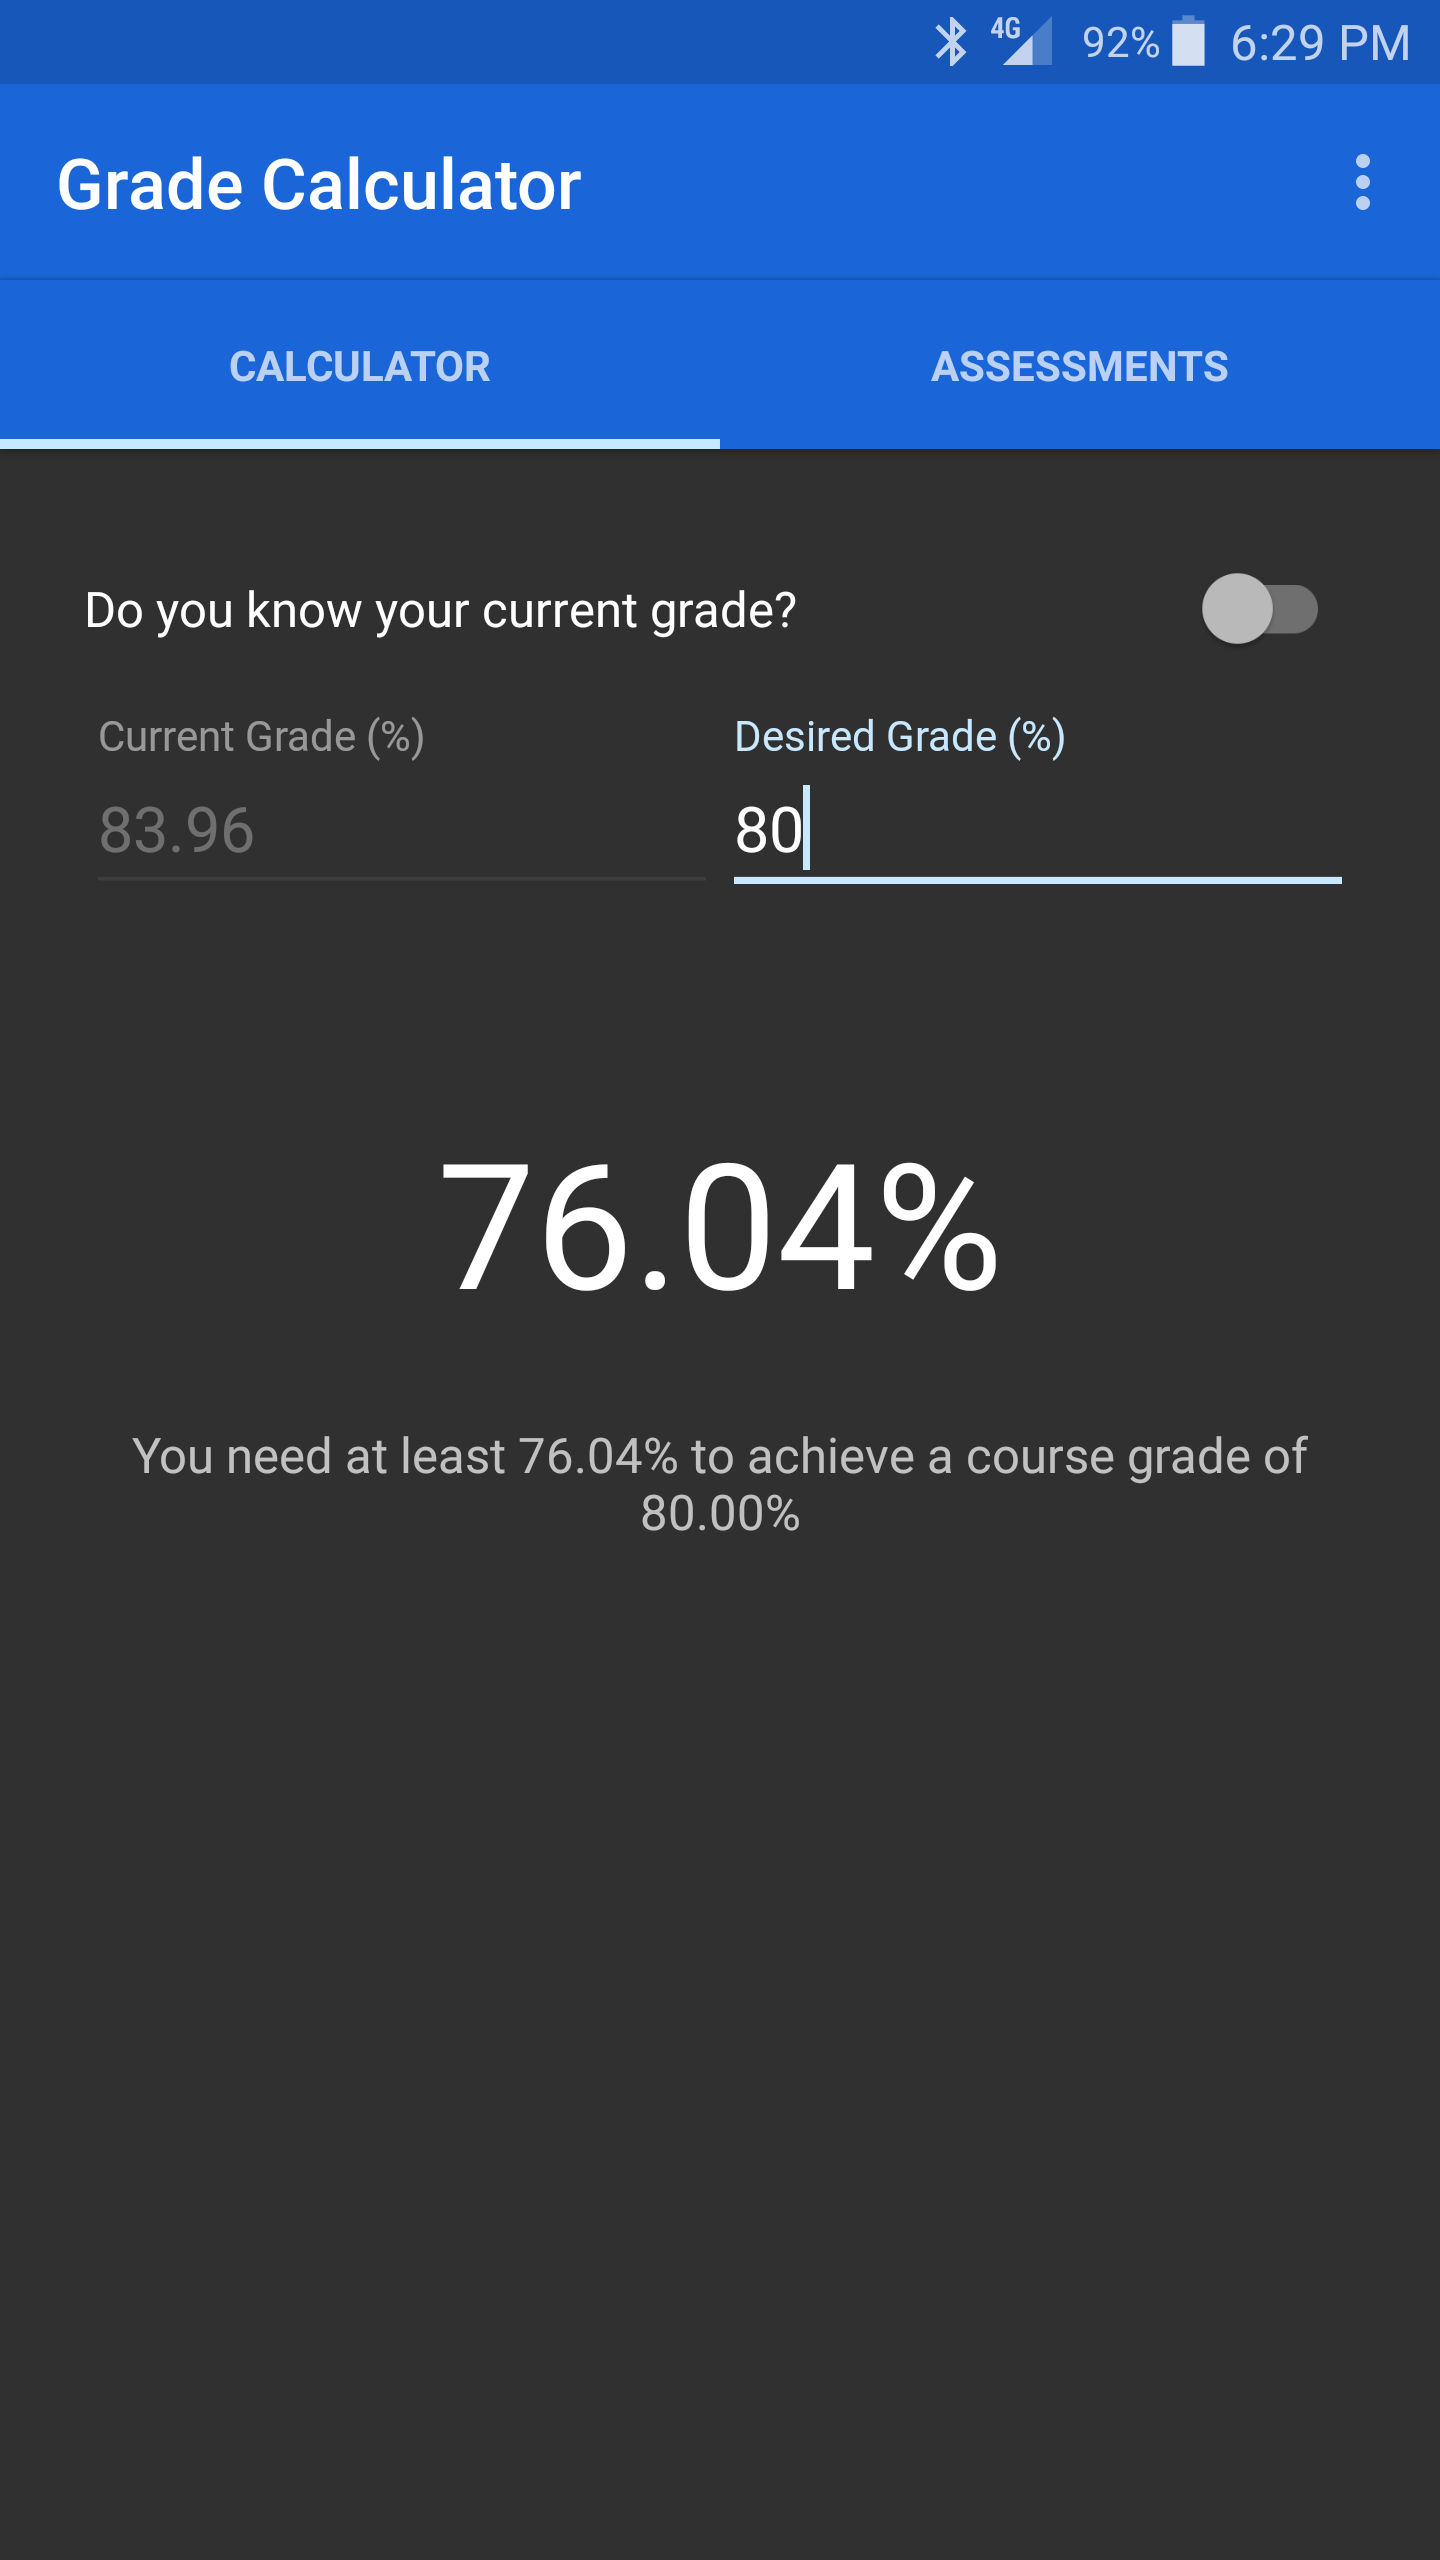 4G 92% 6:29 PM
Grade Calculator
CALCULATOR ASSESSMENTS
Do you know your current grade?
Current Grade (%) Desired Grade (%)
83.96 80
76.04%
You need at least 76.04% to achieve a course grade of
80.00%